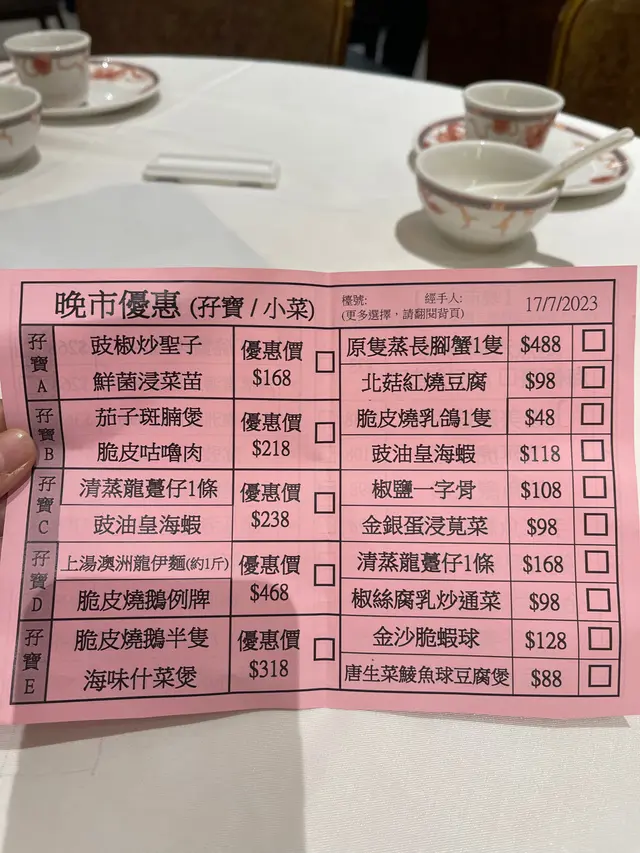 晚市優惠 (孖寶 / 小菜)
檯號: 經手人:
(更多選擇，請翻閱背頁)
17/7/2023
孖寶A
豉椒炒聖子
鮮菌浸菜苗
優惠價
$168
孖寶B
茄子斑腩煲
脆皮咕嚕肉
優惠價
$218
孖寶C
清蒸龍躉仔1條
豉油皇海蝦
優惠價
$238
孖寶D
上湯澳洲龍伊麵(約1斤)
脆皮燒鵝例牌
優惠價
$468
孖寶E
脆皮燒鵝半隻
海味什菜煲
優惠價
$318
原隻蒸長腳蟹1隻 $488
北菇紅燒豆腐 $98
脆皮燒乳鴿1隻 $48
豉油皇海蝦 $118
椒鹽一字骨 $108
金銀蛋浸莧菜 $98
清蒸龍躉仔1條 $168
椒絲腐乳炒通菜 $98
金沙脆蝦球 $128
唐生菜鯪魚球豆腐煲 $88